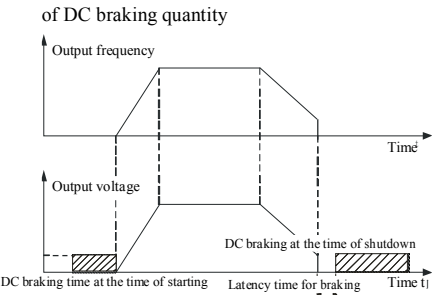 of DC braking quantity
Output frequency
Time
Output voltage
DC braking at the time of shutdown
DC braking time at the time of starting
Latency time for braking
Time t